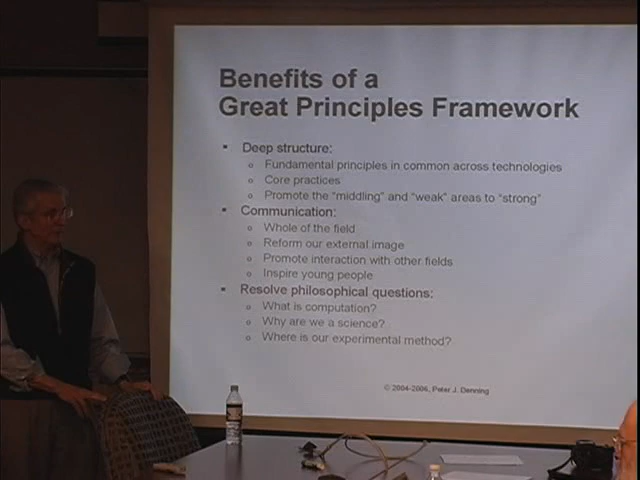 Benefits of a
Great Principles Framework
▪ Deep structure:
o Fundamental principles in common across technologies
o Core practices
o Promote the "middling" and "weak" areas to "strong"
▪ Communication:
o Whole of the field
o Reform our external image
o Promote interaction with other fields
o Inspire young people
▪ Resolve philosophical questions:
o What is computation?
o Why are we a science?
o Where is our experimental method?
© 2004-2006, Peter J. Denning